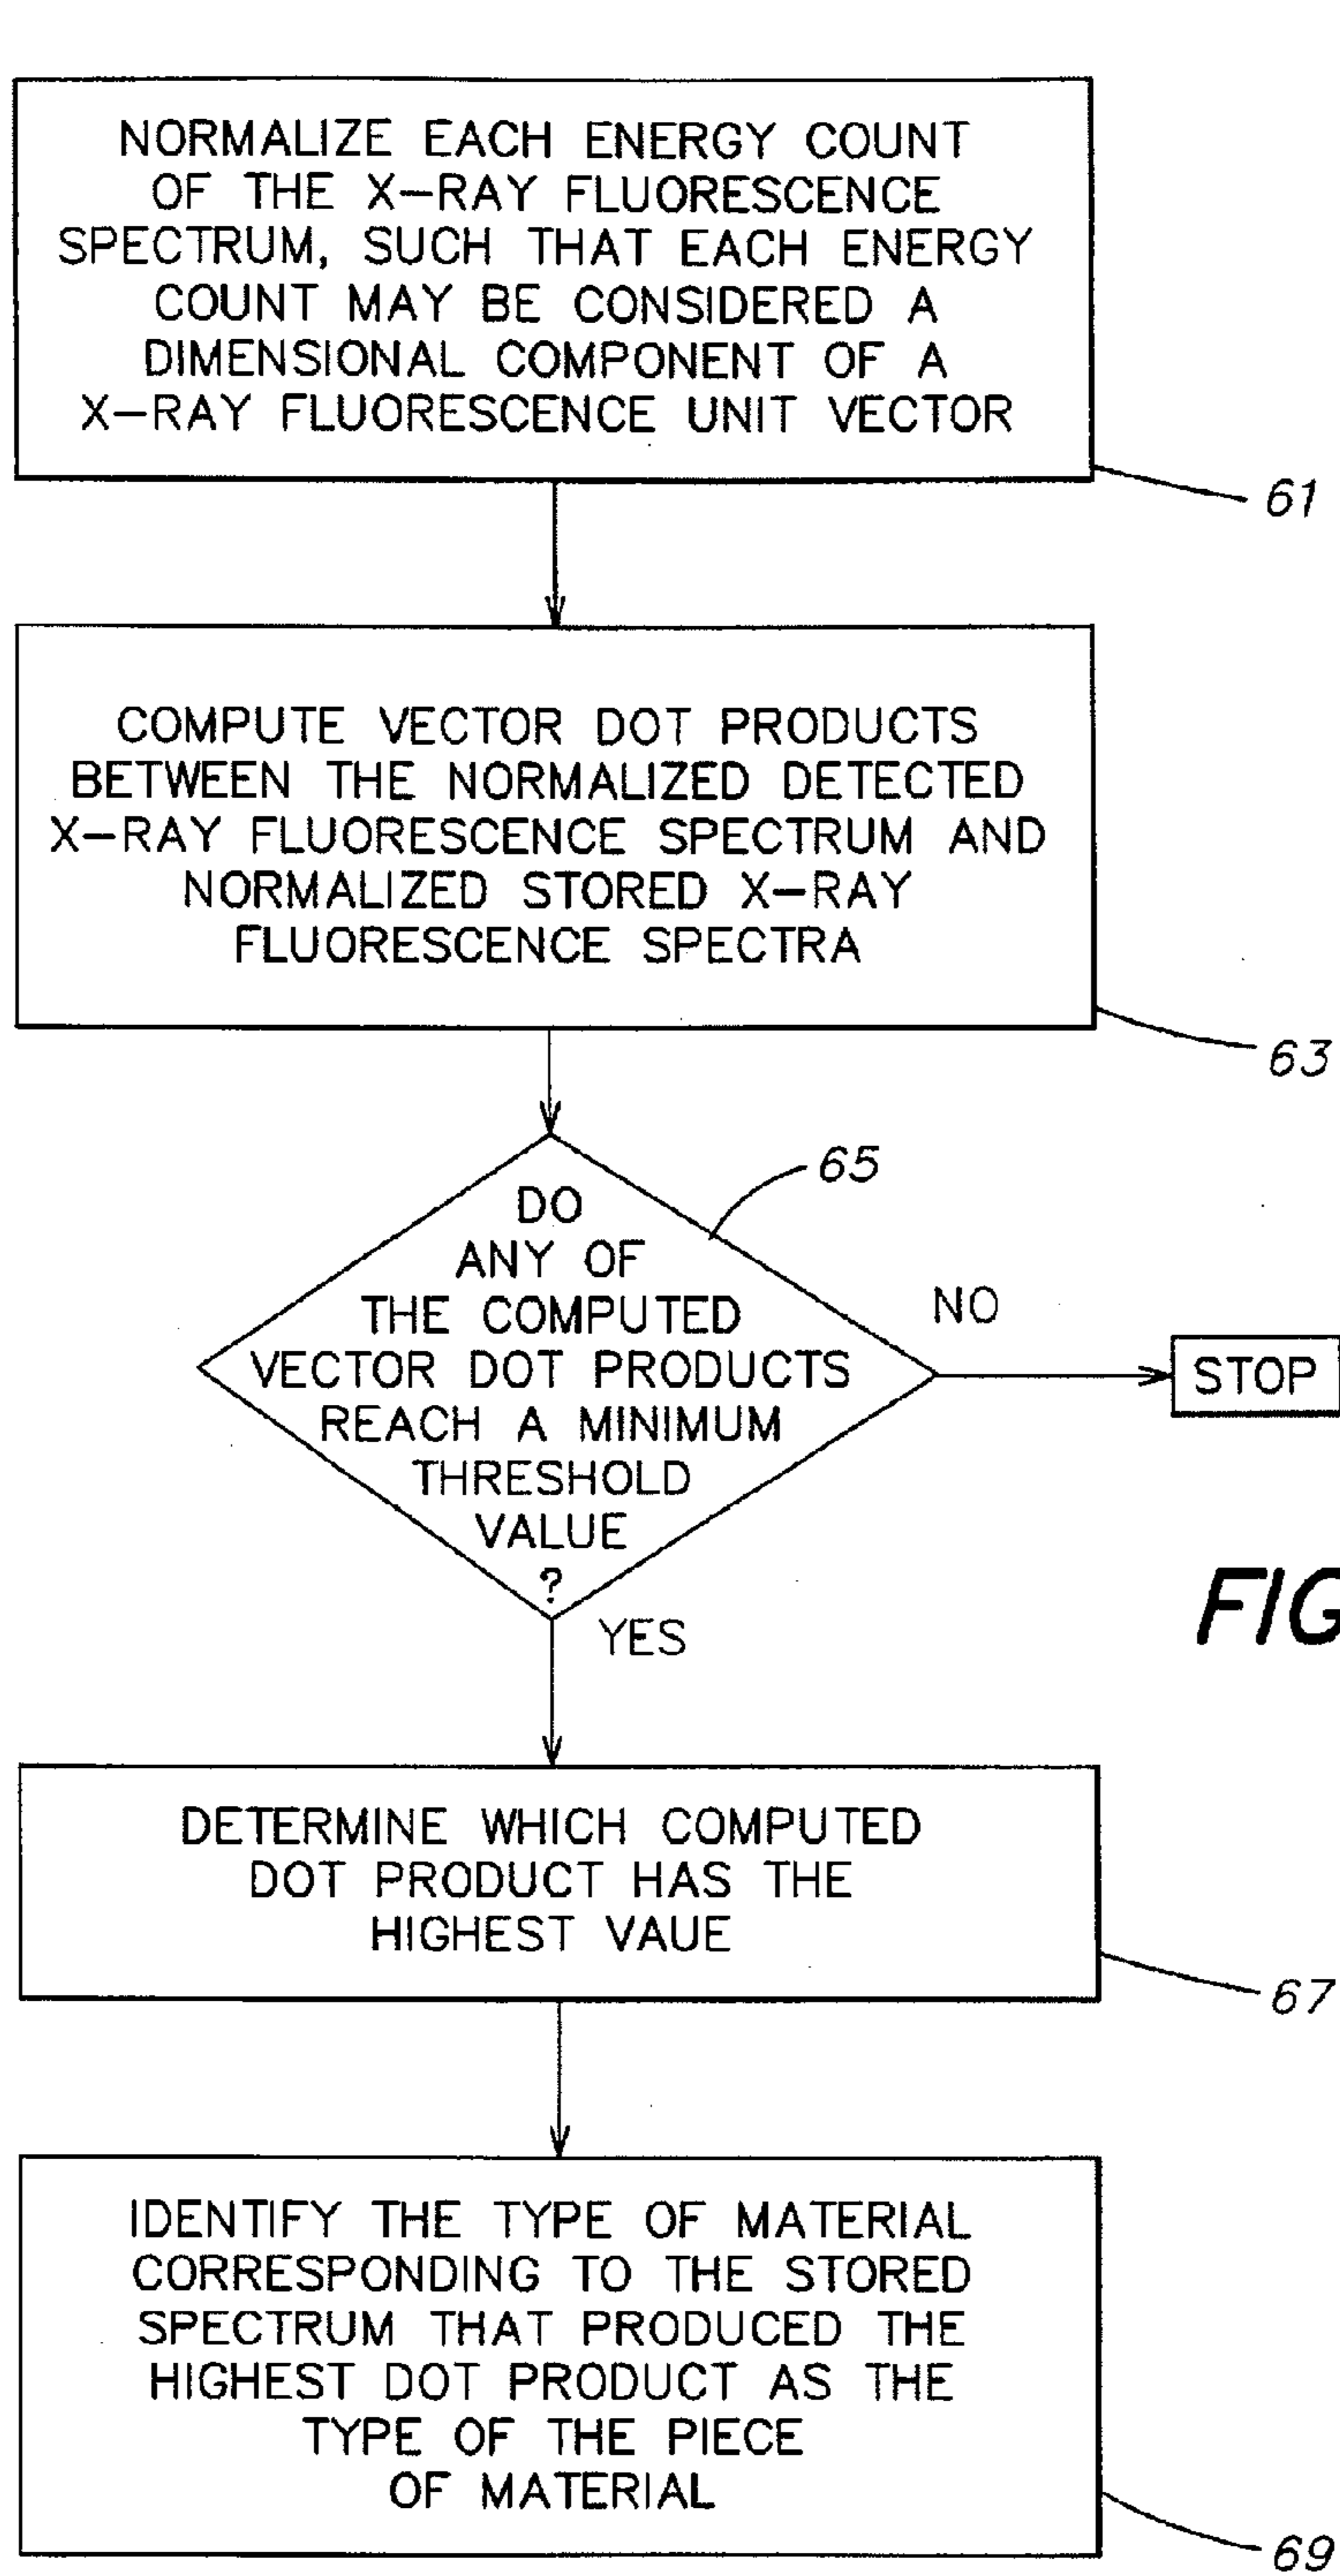 NORMALIZE EACH ENERGY COUNT
OF THE X-RAY FLUORESCENCE
SPECTRUM, SUCH THAT EACH ENERGY
COUNT MAY BE CONSIDERED A
DIMENSIONAL COMPONENT OF A
X-RAY FLUORESCENCE UNIT VECTOR
61
COMPUTE VECTOR DOT PRODUCTS
BETWEEN THE NORMALIZED DETECTED
X-RAY FLUORESCENCE SPECTRUM AND
NORMALIZED STORED X-RAY
FLUORESCENCE SPECTRA
63
65
DO
ANY OF
THE COMPUTED
VECTOR DOT PRODUCTS
REACH A MINIMUM
THRESHOLD
VALUE
?
NO
STOP
FIG
YES
DETERMINE WHICH COMPUTED
DOT PRODUCT HAS THE
HIGHEST VAUE
67
IDENTIFY THE TYPE OF MATERIAL
CORRESPONDING TO THE STORED
SPECTRUM THAT PRODUCED THE
HIGHEST DOT PRODUCT AS THE
TYPE OF THE PIECE
OF MATERIAL
69